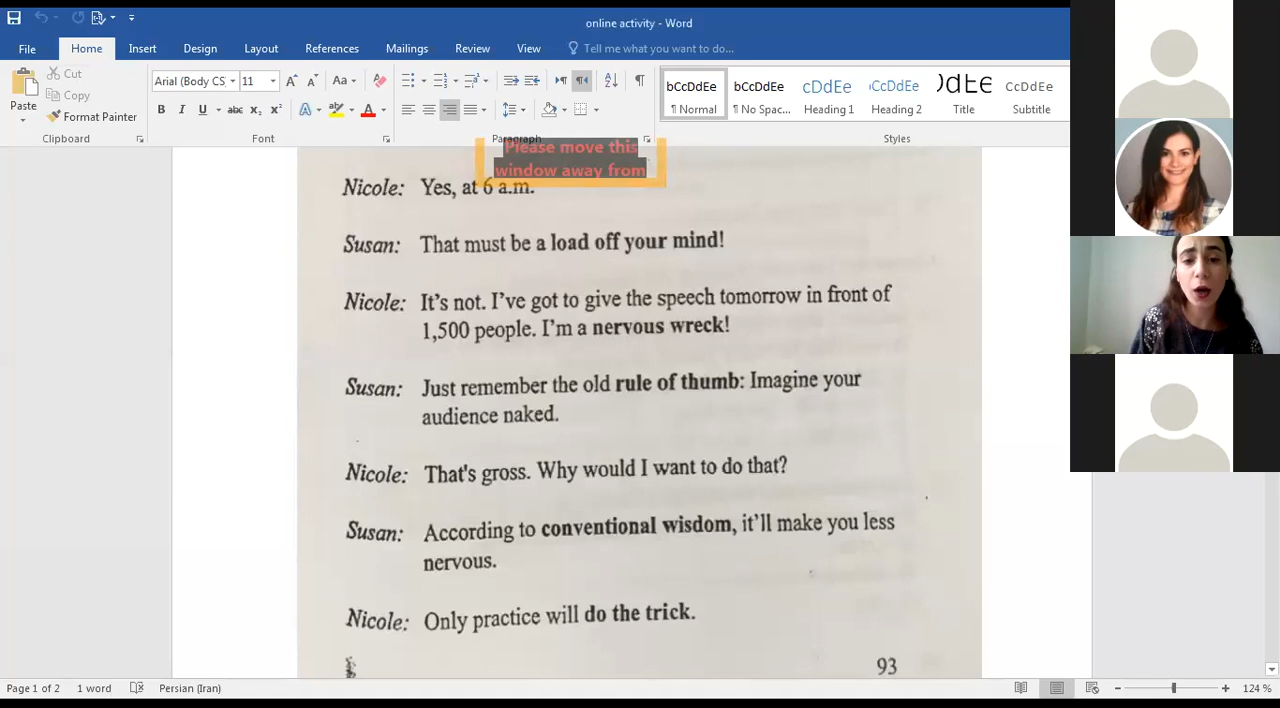 online activity - Word
File Home Insert Design Layout References Mailings Review View Tell me what you want to do...
Cut
Copy
Paste
Format Painter
Arial (Body CS) 11
Clipboard Font Paragraph Styles
bCcDdEe bCcDdEe cDdEe cCcDdEe CcDdEe
¶ Normal ¶ No Spac... Heading 1 Heading 2 Title Subtitle
Please move this
window away from
Nicole: Yes, at 6 a.m.
Susan: That must be a load off your mind!
Nicole: It's not. I've got to give the speech tomorrow in front of
1,500 people. I'm a nervous wreck!
Susan: Just remember the old rule of thumb: Imagine your
audience naked.
Nicole: That's gross. Why would I want to do that?
Susan: According to conventional wisdom, it'll make you less
nervous.
Nicole: Only practice will do the trick.
93
Page 1 of 2 1 word Persian (Iran) 124 %